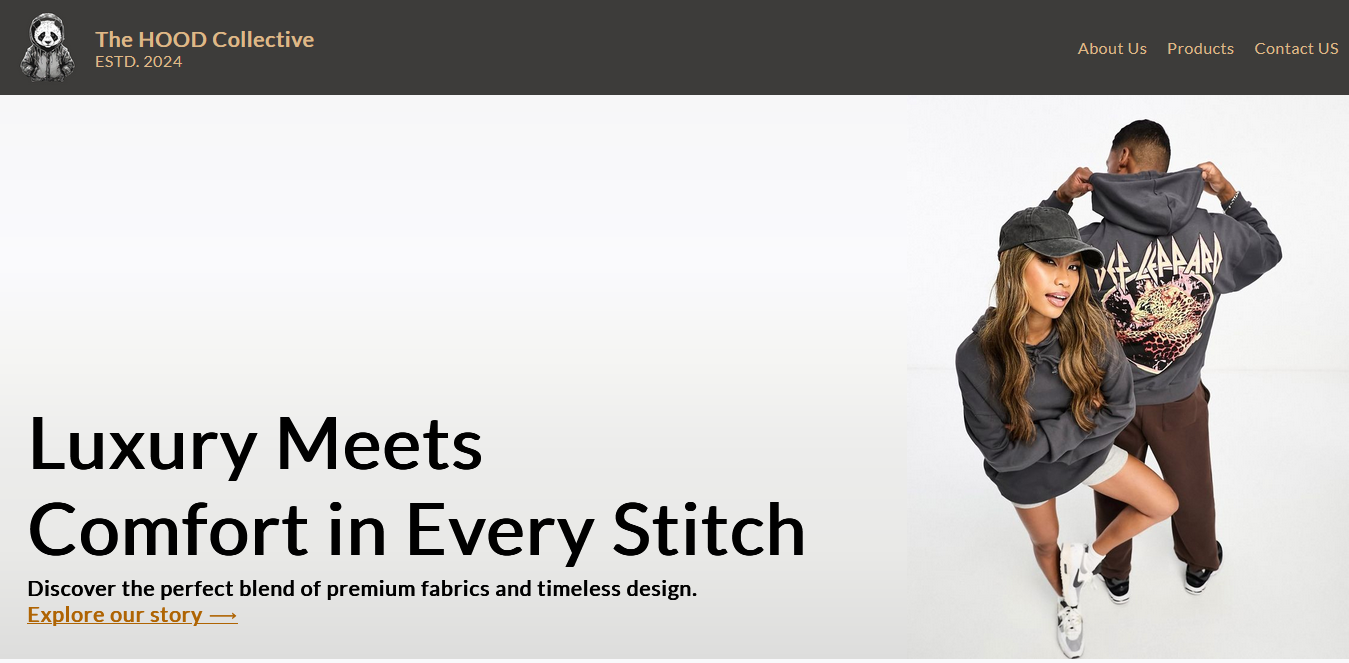 The HOOD Collective
ESTD. 2024
About Us Products Contact US
DEF LEPPARD
Luxury Meets
Comfort in Every Stitch
Discover the perfect blend of premium fabrics and timeless design.
Explore our story ⟶